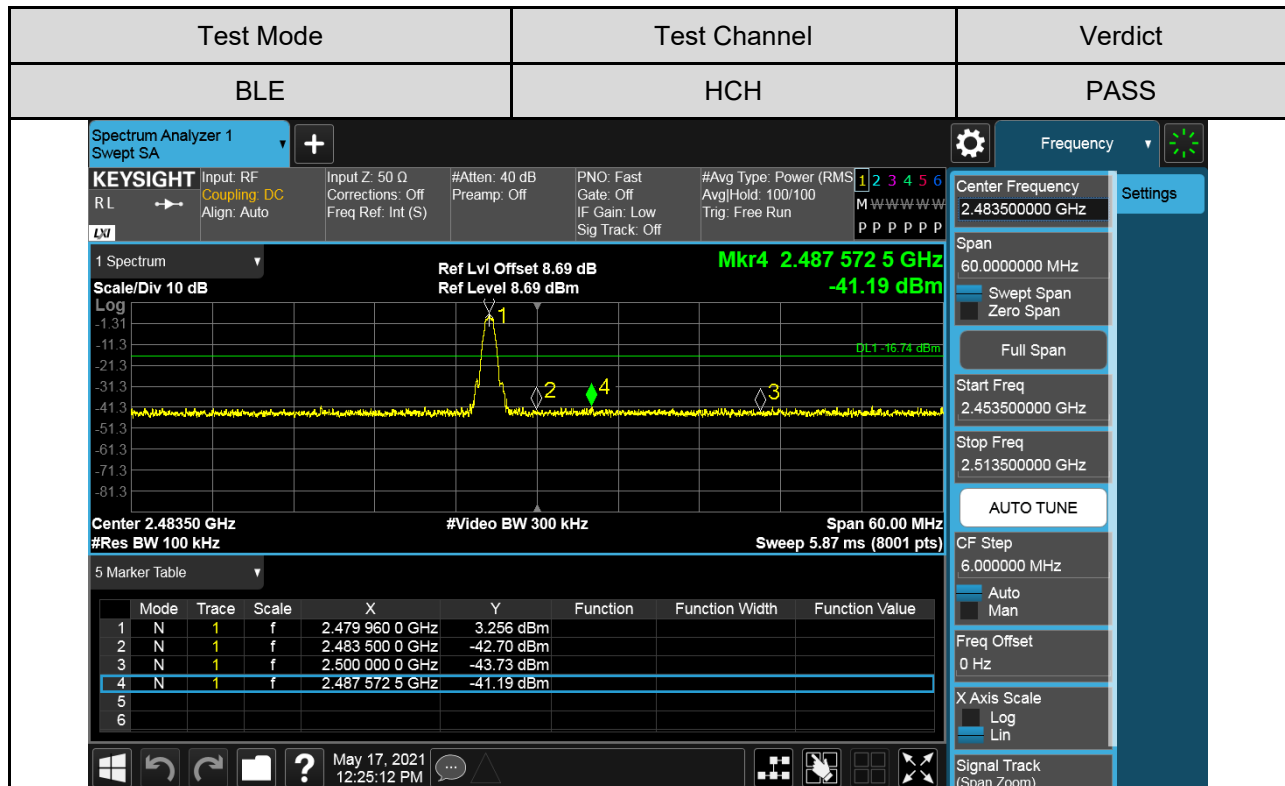 Test Mode Test Channel Verdict
BLE HCH PASS
Spectrum Analyzer 1
Swept SA
+
Frequency
KEYSIGHT Input: RF Input Z: 50 Ω #Atten: 40 dB PNO: Fast #Avg Type: Power (RMS 1 2 3 4 5 6
RL Coupling: DC Corrections: Off Preamp: Off Gate: Off Avg|Hold: 100/100 M W W W W W
Align: Auto Freq Ref: Int (S) IF Gain: Low Trig: Free Run
LXI Sig Track: Off P P P P P P
1 Spectrum
Ref Lvl Offset 8.69 dB
Mkr4 2.487 572 5 GHz
Scale/Div 10 dB Ref Level 8.69 dBm -41.19 dBm
Log
-1.31
-11.3
-21.3
-31.3
-41.3
-51.3
-61.3
-71.3
-81.3
1
DL1 -16.74 dBm
2 4 3
Center 2.48350 GHz #Video BW 300 kHz Span 60.00 MHz
#Res BW 100 kHz Sweep 5.87 ms (8001 pts)
5 Marker Table
Mode Trace Scale X Y Function Function Width Function Value
1 N 1 f 2.479 960 0 GHz 3.256 dBm
2 N 1 f 2.483 500 0 GHz -42.70 dBm
3 N 1 f 2.500 000 0 GHz -43.73 dBm
4 N 1 f 2.487 572 5 GHz -41.19 dBm
5
6
?
May 17, 2021
12:25:12 PM
Center Frequency
2.483500000 GHz
Settings
Span
60.0000000 MHz
Swept Span
Zero Span
Full Span
Start Freq
2.453500000 GHz
Stop Freq
2.513500000 GHz
AUTO TUNE
CF Step
6.000000 MHz
Auto
Man
Freq Offset
0 Hz
X Axis Scale
Log
Lin
Signal Track
(Span Zoom)